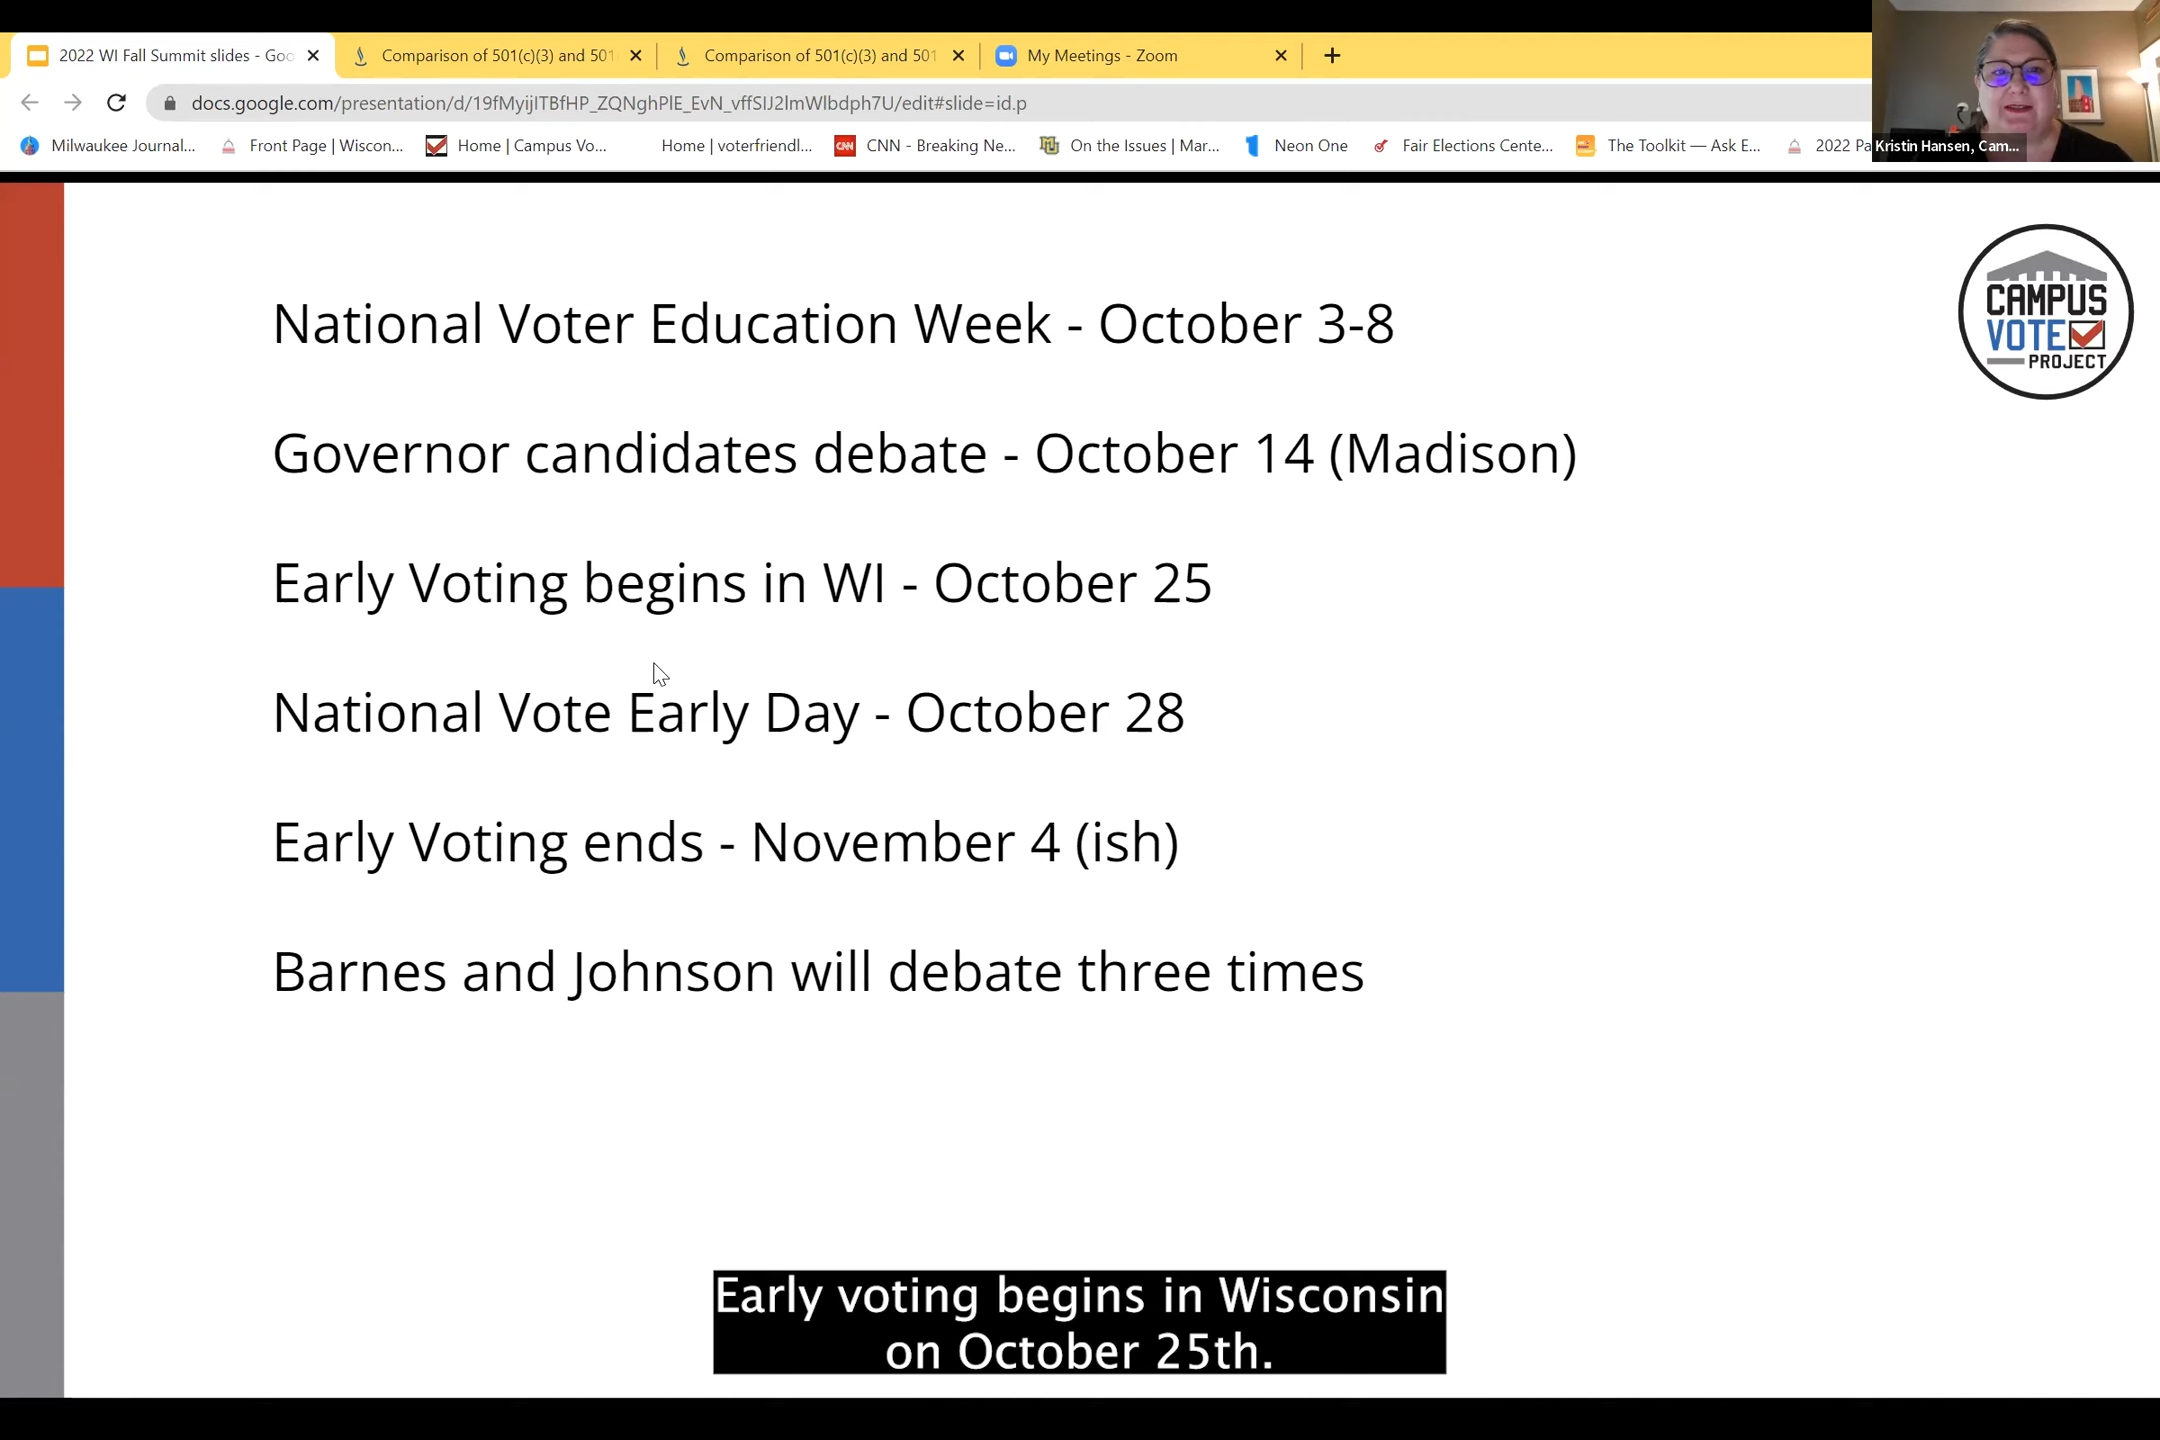 2022 WI Fall Summit slides - Goo
Comparison of 501(c)(3) and 501
Comparison of 501(c)(3) and 501
My Meetings - Zoom
docs.google.com/presentation/d/19fMyijITBfHP_ZQNghPlE_EvN_vffSIJ2lmWlbdph7U/edit#slide=id.p
Milwaukee Journal...
Front Page | Wiscon...
Home | Campus Vo...
Home | voterfriendl...
CNN - Breaking Ne...
On the Issues | Mar...
Neon One
Fair Elections Cente...
The Toolkit — Ask E...
2022 Pa
Kristin Hansen, Cam...
CAMPUS
VOTE
PROJECT
National Voter Education Week - October 3-8
Governor candidates debate - October 14 (Madison)
Early Voting begins in WI - October 25
National Vote Early Day - October 28
Early Voting ends - November 4 (ish)
Barnes and Johnson will debate three times
Early voting begins in Wisconsin
on October 25th.